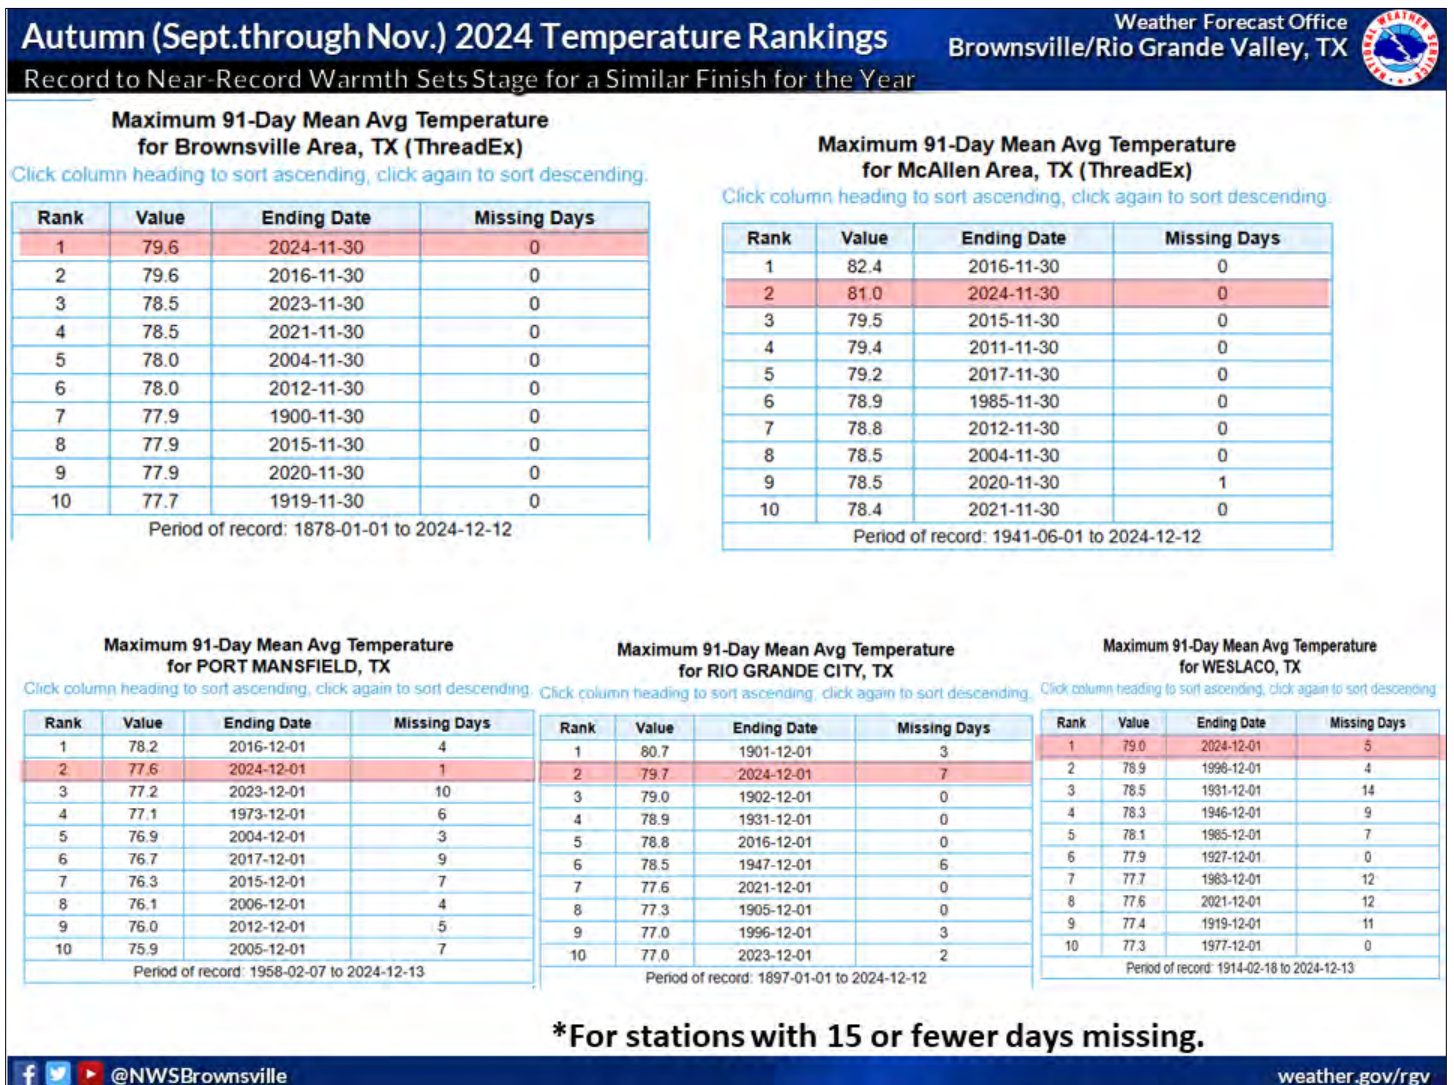 Autumn (Sept.through Nov.) 2024 Temperature Rankings
Record to Near-Record Warmth Sets Stage for a Similar Finish for the Year
Weather Forecast Office
Brownsville/Rio Grande Valley, TX
NATIONAL WEATHER SERVICE
Maximum 91-Day Mean Avg Temperature
for Brownsville Area, TX (ThreadEx)
Click column heading to sort ascending, click again to sort descending.
Rank Value Ending Date Missing Days
1 79.6 2024-11-30 0
2 79.6 2016-11-30 0
3 78.5 2023-11-30 0
4 78.5 2021-11-30 0
5 78.0 2004-11-30 0
6 78.0 2012-11-30 0
7 77.9 1900-11-30 0
8 77.9 2015-11-30 0
9 77.9 2020-11-30 0
10 77.7 1919-11-30 0
Period of record: 1878-01-01 to 2024-12-12
Maximum 91-Day Mean Avg Temperature
for McAllen Area, TX (ThreadEx)
Click column heading to sort ascending, click again to sort descending.
Rank Value Ending Date Missing Days
1 82.4 2016-11-30 0
2 81.0 2024-11-30 0
3 79.5 2015-11-30 0
4 79.4 2011-11-30 0
5 79.2 2017-11-30 0
6 78.9 1985-11-30 0
7 78.8 2012-11-30 0
8 78.5 2004-11-30 0
9 78.5 2020-11-30 1
10 78.4 2021-11-30 0
Period of record: 1941-06-01 to 2024-12-12
Maximum 91-Day Mean Avg Temperature
for PORT MANSFIELD, TX
Click column heading to sort ascending, click again to sort descending.
Rank Value Ending Date Missing Days
1 78.2 2016-12-01 4
2 77.6 2024-12-01 1
3 77.2 2023-12-01 10
4 77.1 1973-12-01 6
5 76.9 2004-12-01 3
6 76.7 2017-12-01 9
7 76.3 2015-12-01 7
8 76.1 2006-12-01 4
9 76.0 2012-12-01 5
10 75.9 2005-12-01 7
Period of record: 1958-02-07 to 2024-12-13
Maximum 91-Day Mean Avg Temperature
for RIO GRANDE CITY, TX
Click column heading to sort ascending, click again to sort descending.
Rank Value Ending Date Missing Days
1 80.7 1901-12-01 3
2 79.7 2024-12-01 7
3 79.0 1902-12-01 0
4 78.9 1931-12-01 0
5 78.8 2016-12-01 0
6 78.5 1947-12-01 6
7 77.6 2021-12-01 0
8 77.3 1905-12-01 0
9 77.0 1996-12-01 3
10 77.0 2023-12-01 2
Period of record: 1897-01-01 to 2024-12-12
Maximum 91-Day Mean Avg Temperature
for WESLACO, TX
Click column heading to sort ascending, click again to sort descending
Rank Value Ending Date Missing Days
1 79.0 2024-12-01 5
2 78.9 1998-12-01 4
3 78.5 1931-12-01 14
4 78.3 1946-12-01 9
5 78.1 1985-12-01 7
6 77.9 1927-12-01 0
7 77.7 1983-12-01 12
8 77.6 2021-12-01 12
9 77.4 1919-12-01 11
10 77.3 1977-12-01 0
Period of record: 1914-02-18 to 2024-12-13
*For stations with 15 or fewer days missing.
@NWSBrownsville
weather.gov/rgv